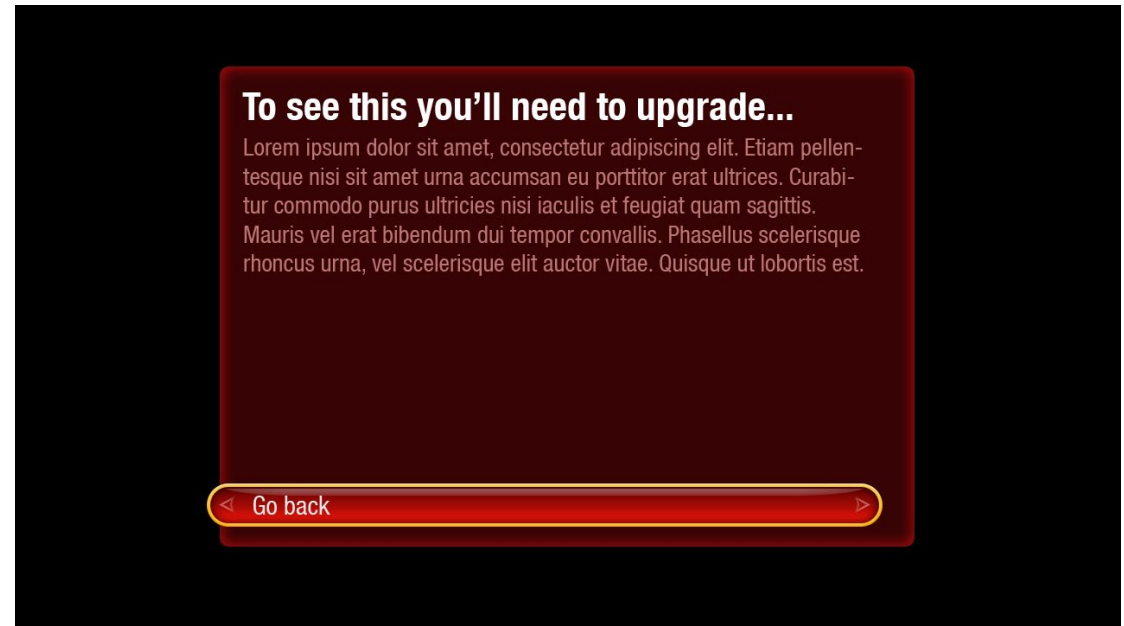 To see this you’ll need to upgrade...
Lorem ipsum dolor sit amet, consectetur adipiscing elit. Etiam pellen-
tesque nisi sit amet urna accumsan eu porttitor erat ultrices. Curabi-
tur commodo purus ultricies nisi iaculis et feugiat quam sagittis.
Mauris vel erat bibendum dui tempor convallis. Phasellus scelerisque
rhoncus urna, vel scelerisque elit auctor vitae. Quisque ut lobortis est.
Go back